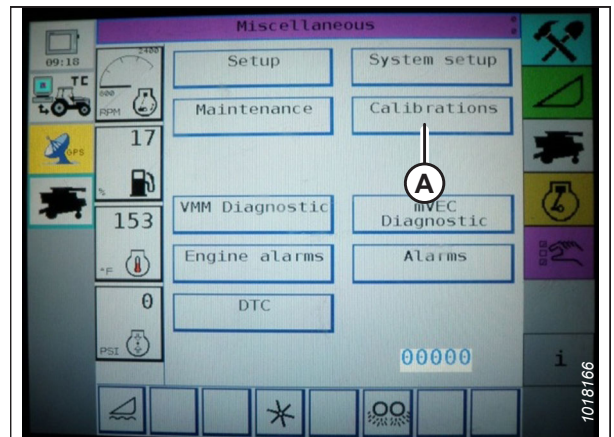 Miscellaneous
09:18
TC
GPS
2400
600
RPM
17
%
153
°F
0
PSI
Setup
System setup
Maintenance
Calibrations
A
VMM Diagnostic
mVEC
Diagnostic
Engine alarms
Alarms
DTC
00000
i
1018166